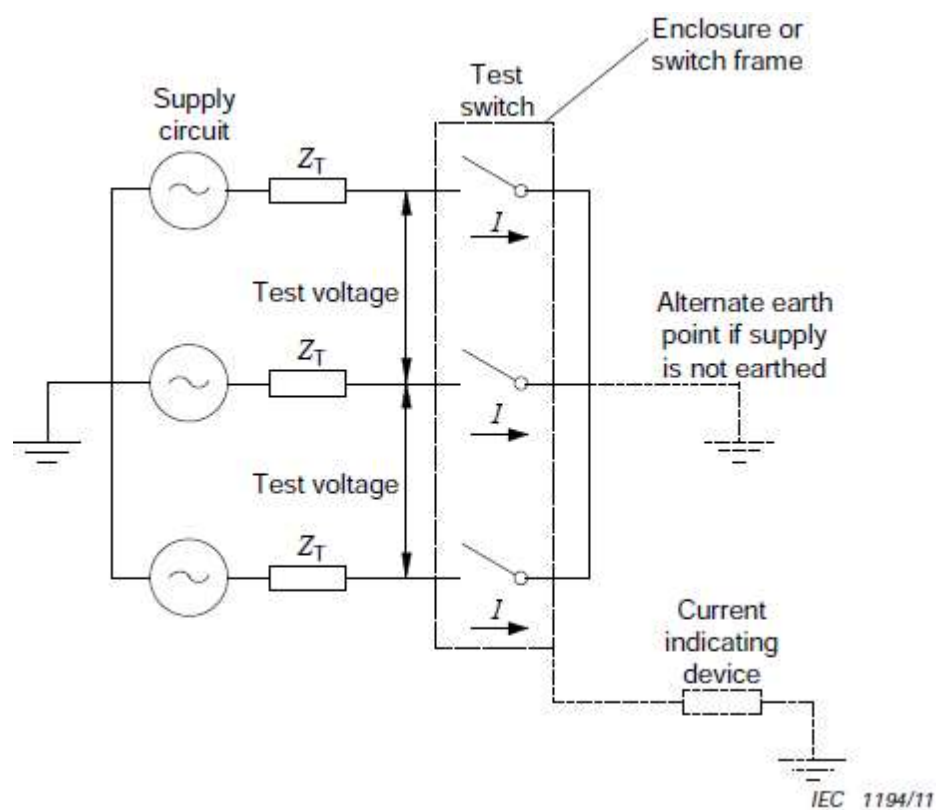 Enclosure or
switch frame
Test
switch
Supply
circuit
Z_T
I
Test voltage
Alternate earth
point if supply
is not earthed
Z_T
I
Test voltage
Z_T
I
Current
indicating
device
IEC 1194/11